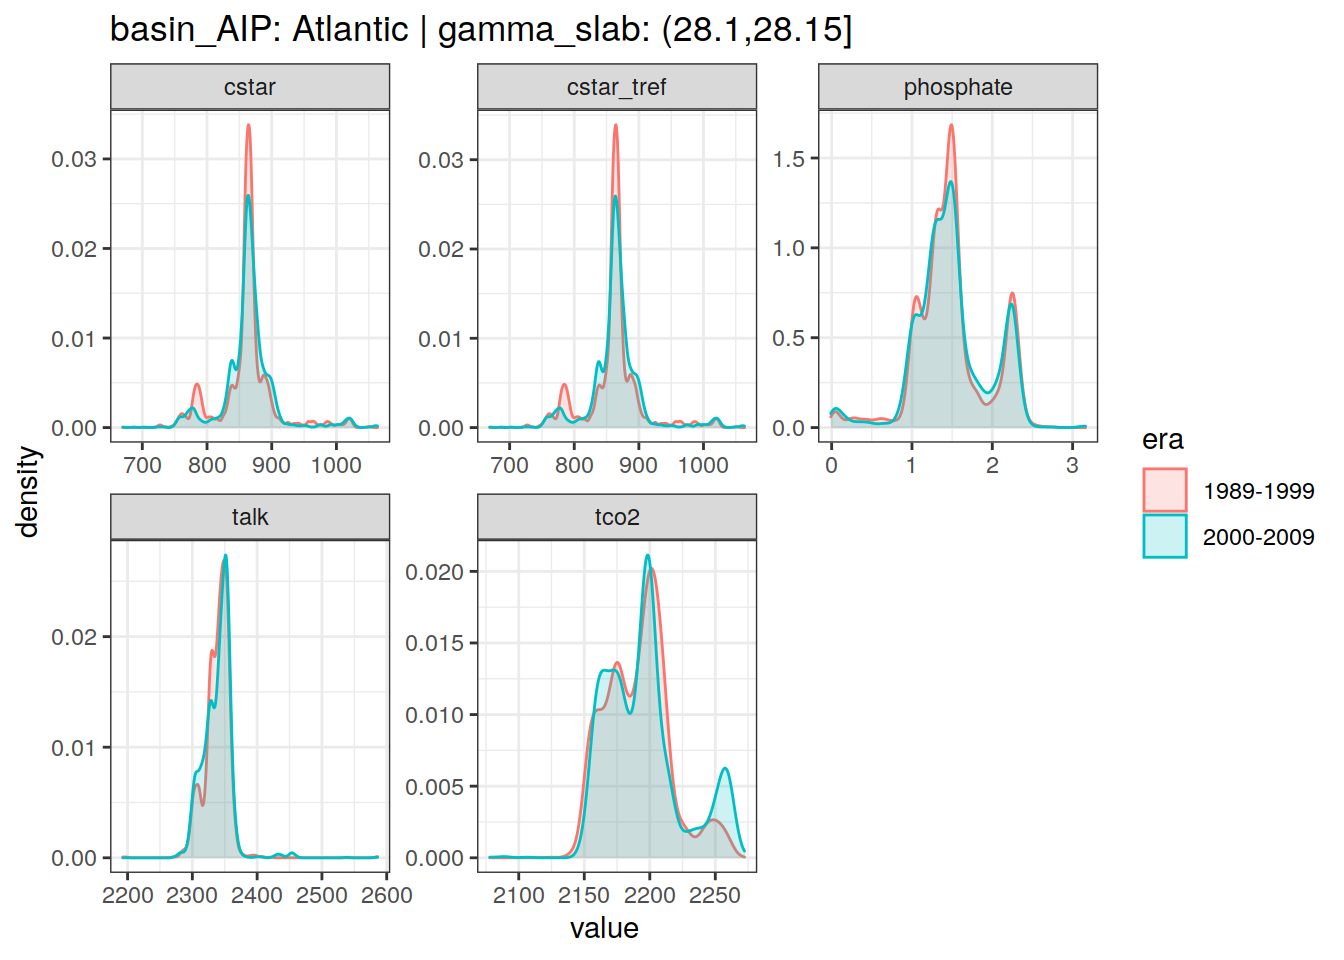 basin_AIP: Atlantic | gamma_slab: (28.1,28.15]
cstar
cstar_tref
phosphate
0.03
0.02
0.01
0.00
700 800 900 1000
0.03
0.02
0.01
0.00
700 800 900 1000
1.5
1.0
0.5
0.0
0 1 2 3
talk
tco2
0.02
0.01
0.00
2200 2300 2400 2500 2600
0.020
0.015
0.010
0.005
0.000
2100 2150 2200 2250
density
value
era
1989-1999
2000-2009